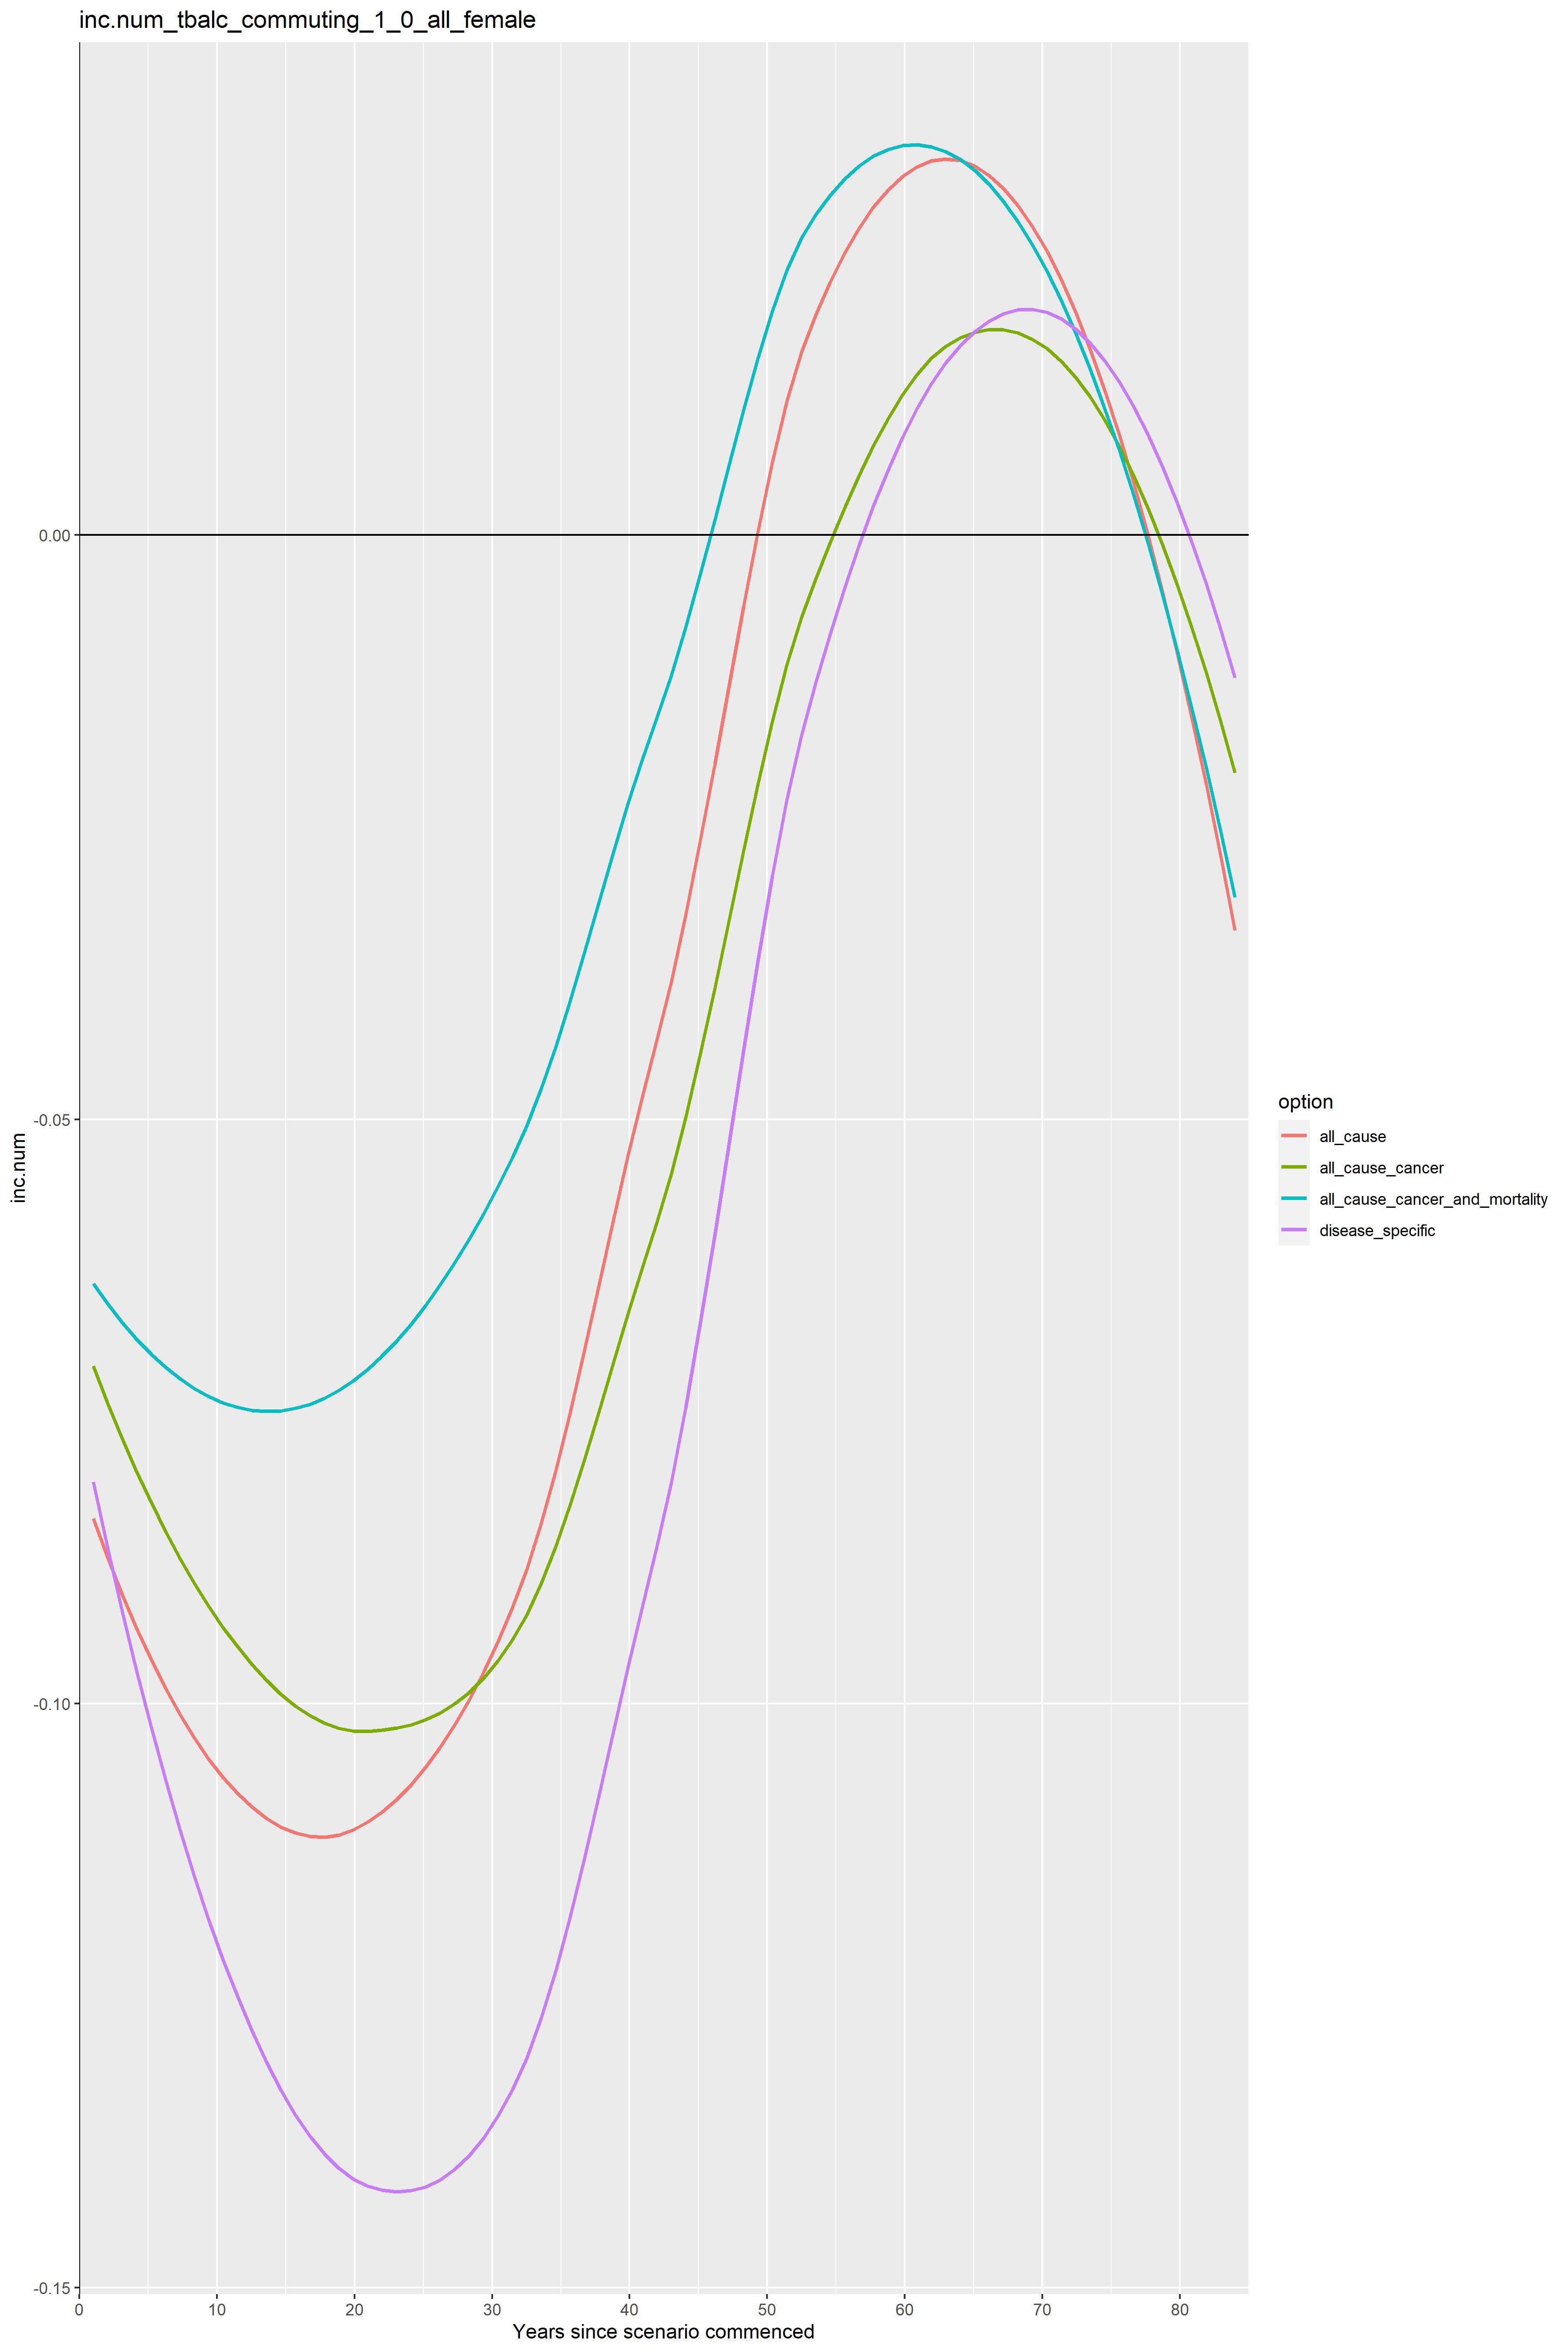 inc.num_tbalc_commuting_1_0_all_female
0.00
-0.05
-0.10
-0.15
inc.num
0 10 20 30 40 50 60 70 80
Years since scenario commenced
option
all_cause
all_cause_cancer
all_cause_cancer_and_mortality
disease_specific